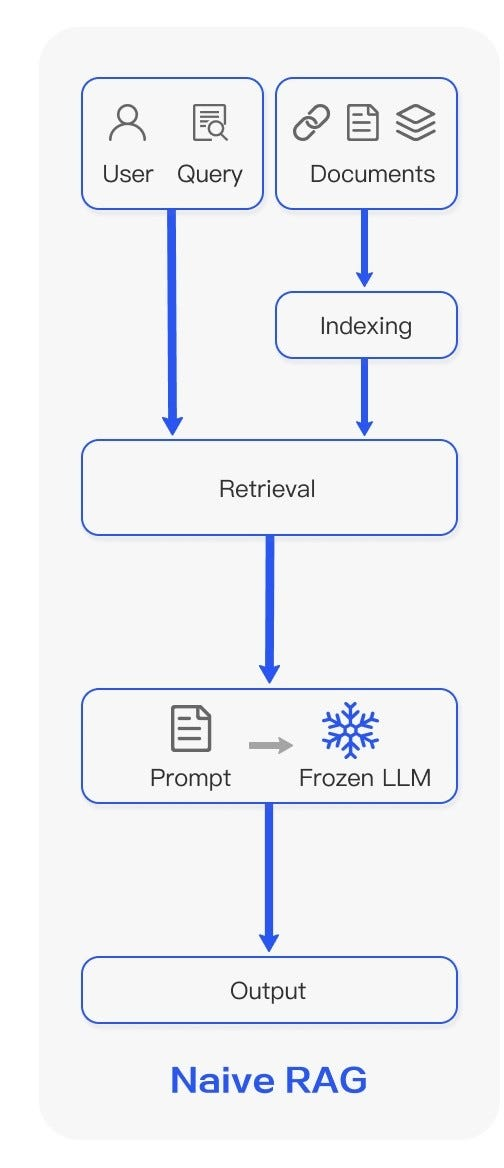 User Query
Documents
Indexing
Retrieval
Prompt
Frozen LLM
Output
Naive RAG